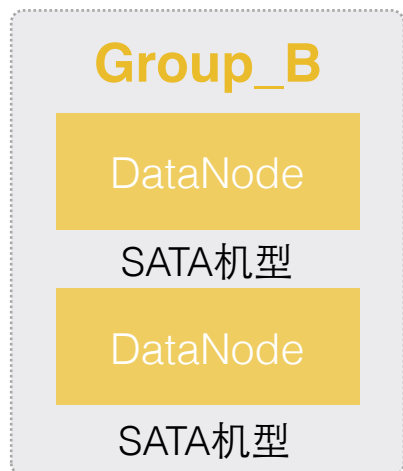 Group_B
DataNode
SATA机型
DataNode
SATA机型